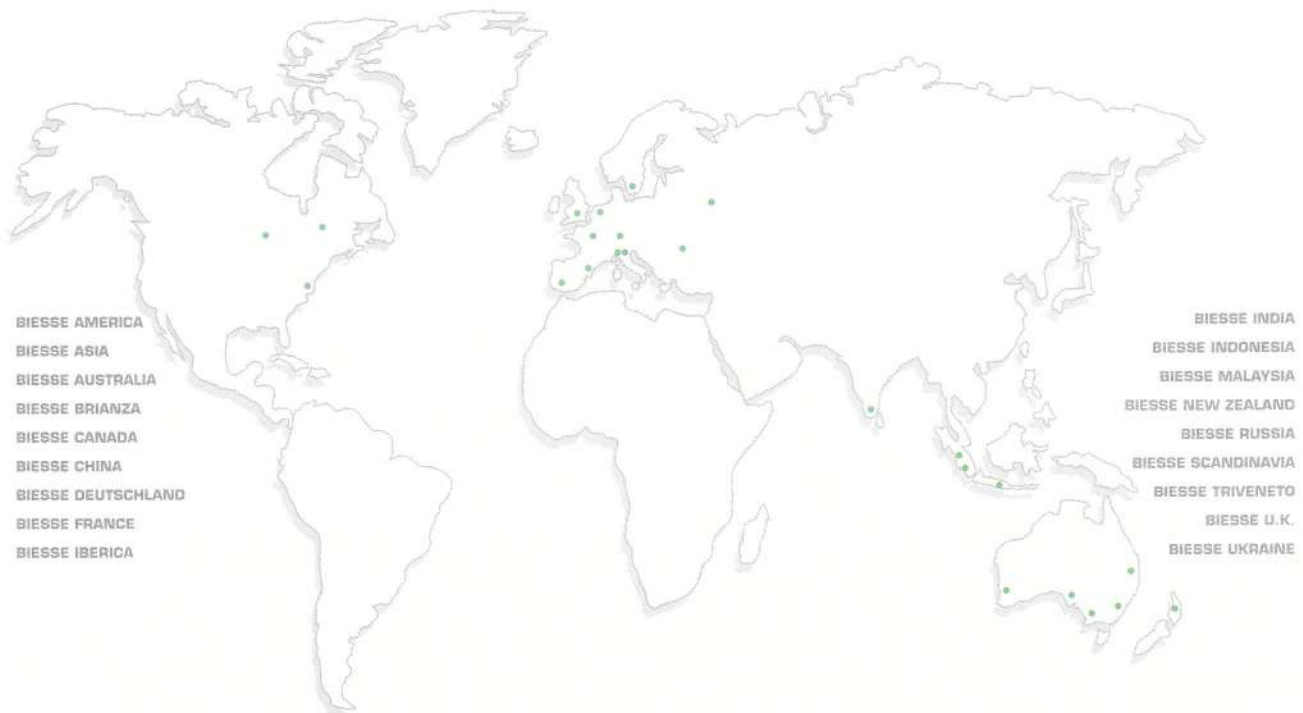 BIESSE AMERICA
BIESSE ASIA
BIESSE AUSTRALIA
BIESSE BRIANZA
BIESSE CANADA
BIESSE CHINA
BIESSE DEUTSCHLAND
BIESSE FRANCE
BIESSE IBERICA
BIESSE INDIA
BIESSE INDONESIA
BIESSE MALAYSIA
BIESSE NEW ZEALAND
BIESSE RUSSIA
BIESSE SCANDINAVIA
BIESSE TRIVENETO
BIESSE U.K.
BIESSE UKRAINE